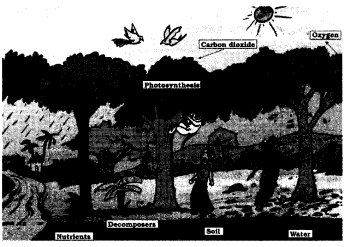 Oxygen
Carbon dioxide
Photosynthesis
Decomposers
Soil
Water
Nutrients